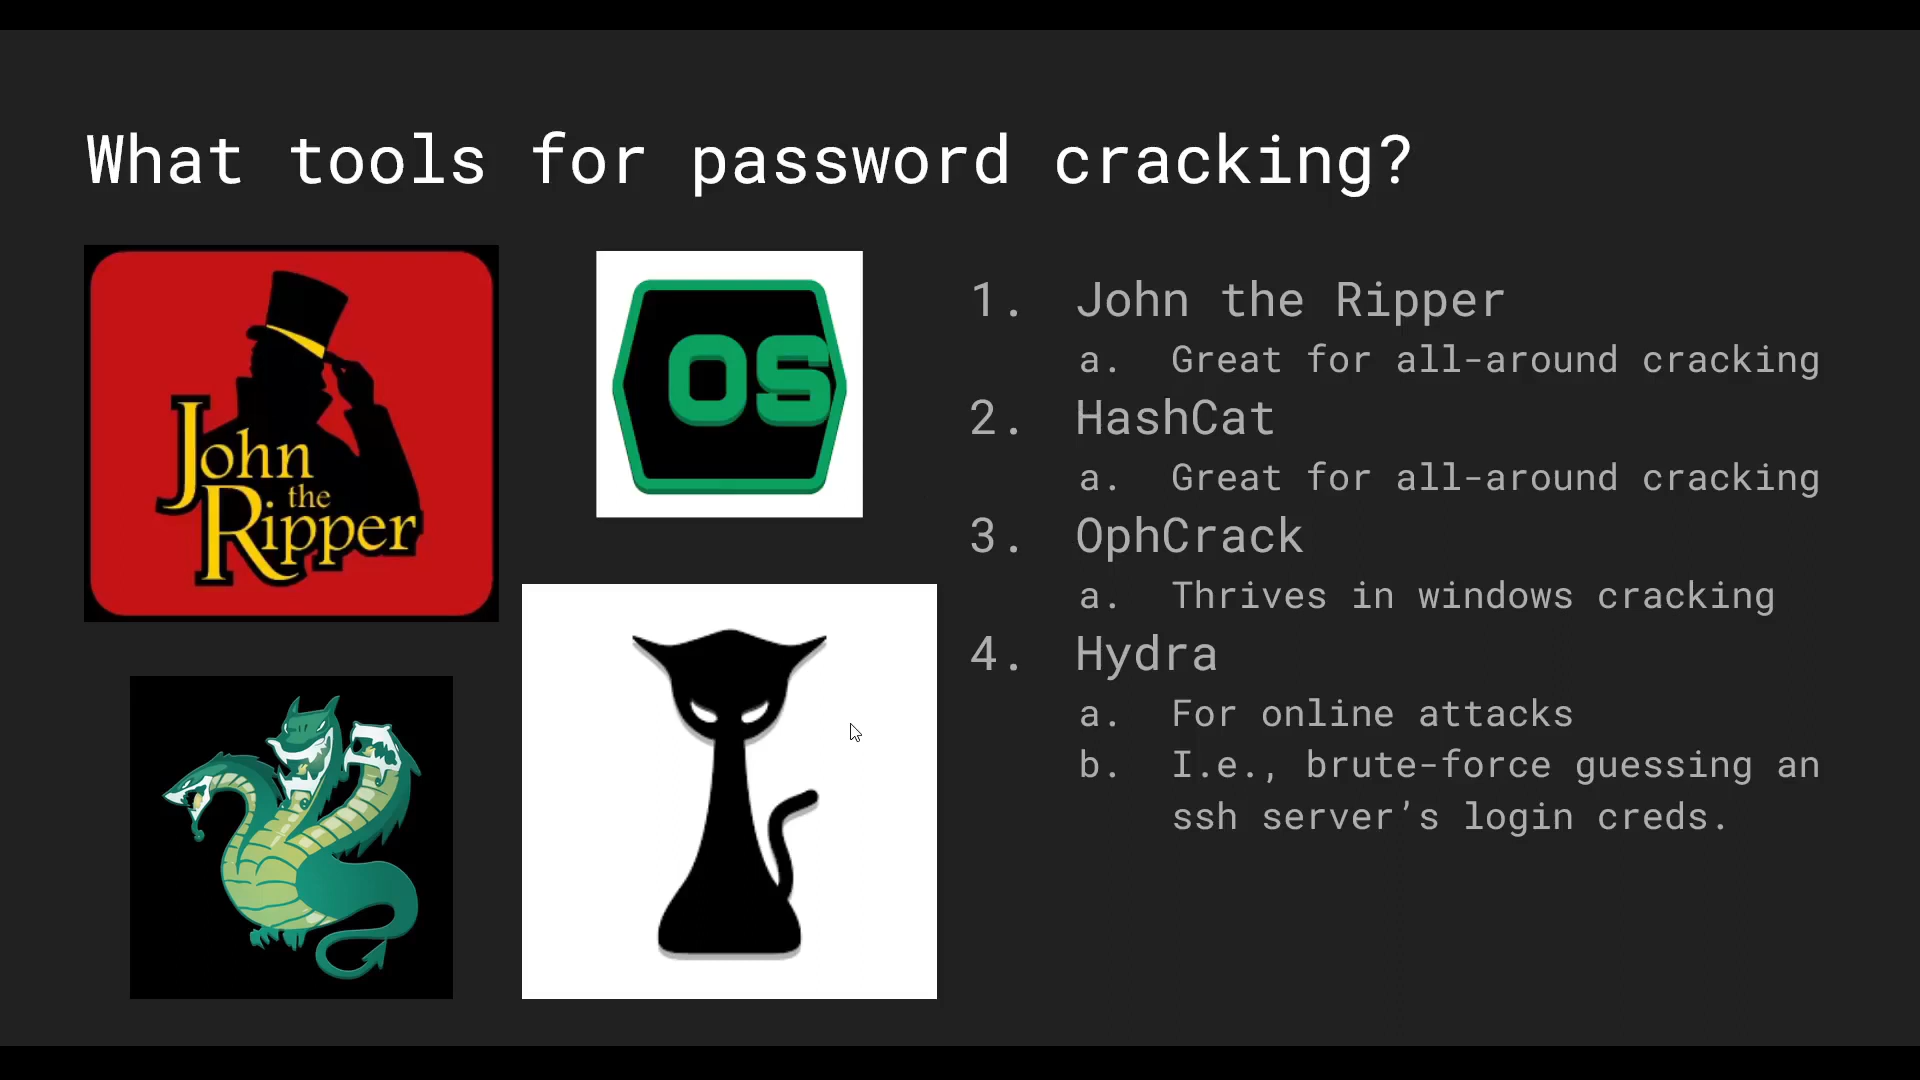 What tools for password cracking?
John
the
Ripper
OS
1. John the Ripper
a. Great for all-around cracking
2. HashCat
a. Great for all-around cracking
3. OphCrack
a. Thrives in windows cracking
4. Hydra
a. For online attacks
b. I.e., brute-force guessing an
ssh server’s login creds.